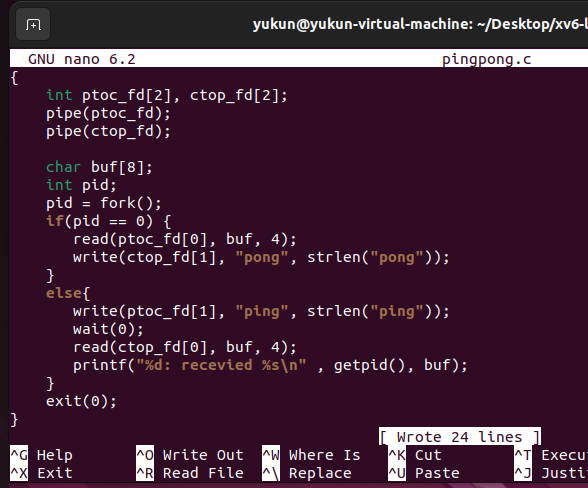 yukun@yukun-virtual-machine: ~/Desktop/xv6-l
GNU nano 6.2 pingpong.c
{
int ptoc_fd[2], ctop_fd[2];
pipe(ptoc_fd);
pipe(ctop_fd);
char buf[8];
int pid;
pid = fork();
if(pid == 0) {
read(ptoc_fd[0], buf, 4);
write(ctop_fd[1], "pong", strlen("pong"));
}
else{
write(ptoc_fd[1], "ping", strlen("ping"));
wait(0);
read(ctop_fd[0], buf, 4);
printf("%d: recevied %s\n" , getpid(), buf);
}
exit(0);
}
[ Wrote 24 lines ]
^G Help ^O Write Out ^W Where Is ^K Cut ^T Execu
^X Exit ^R Read File ^\ Replace ^U Paste ^J Justi